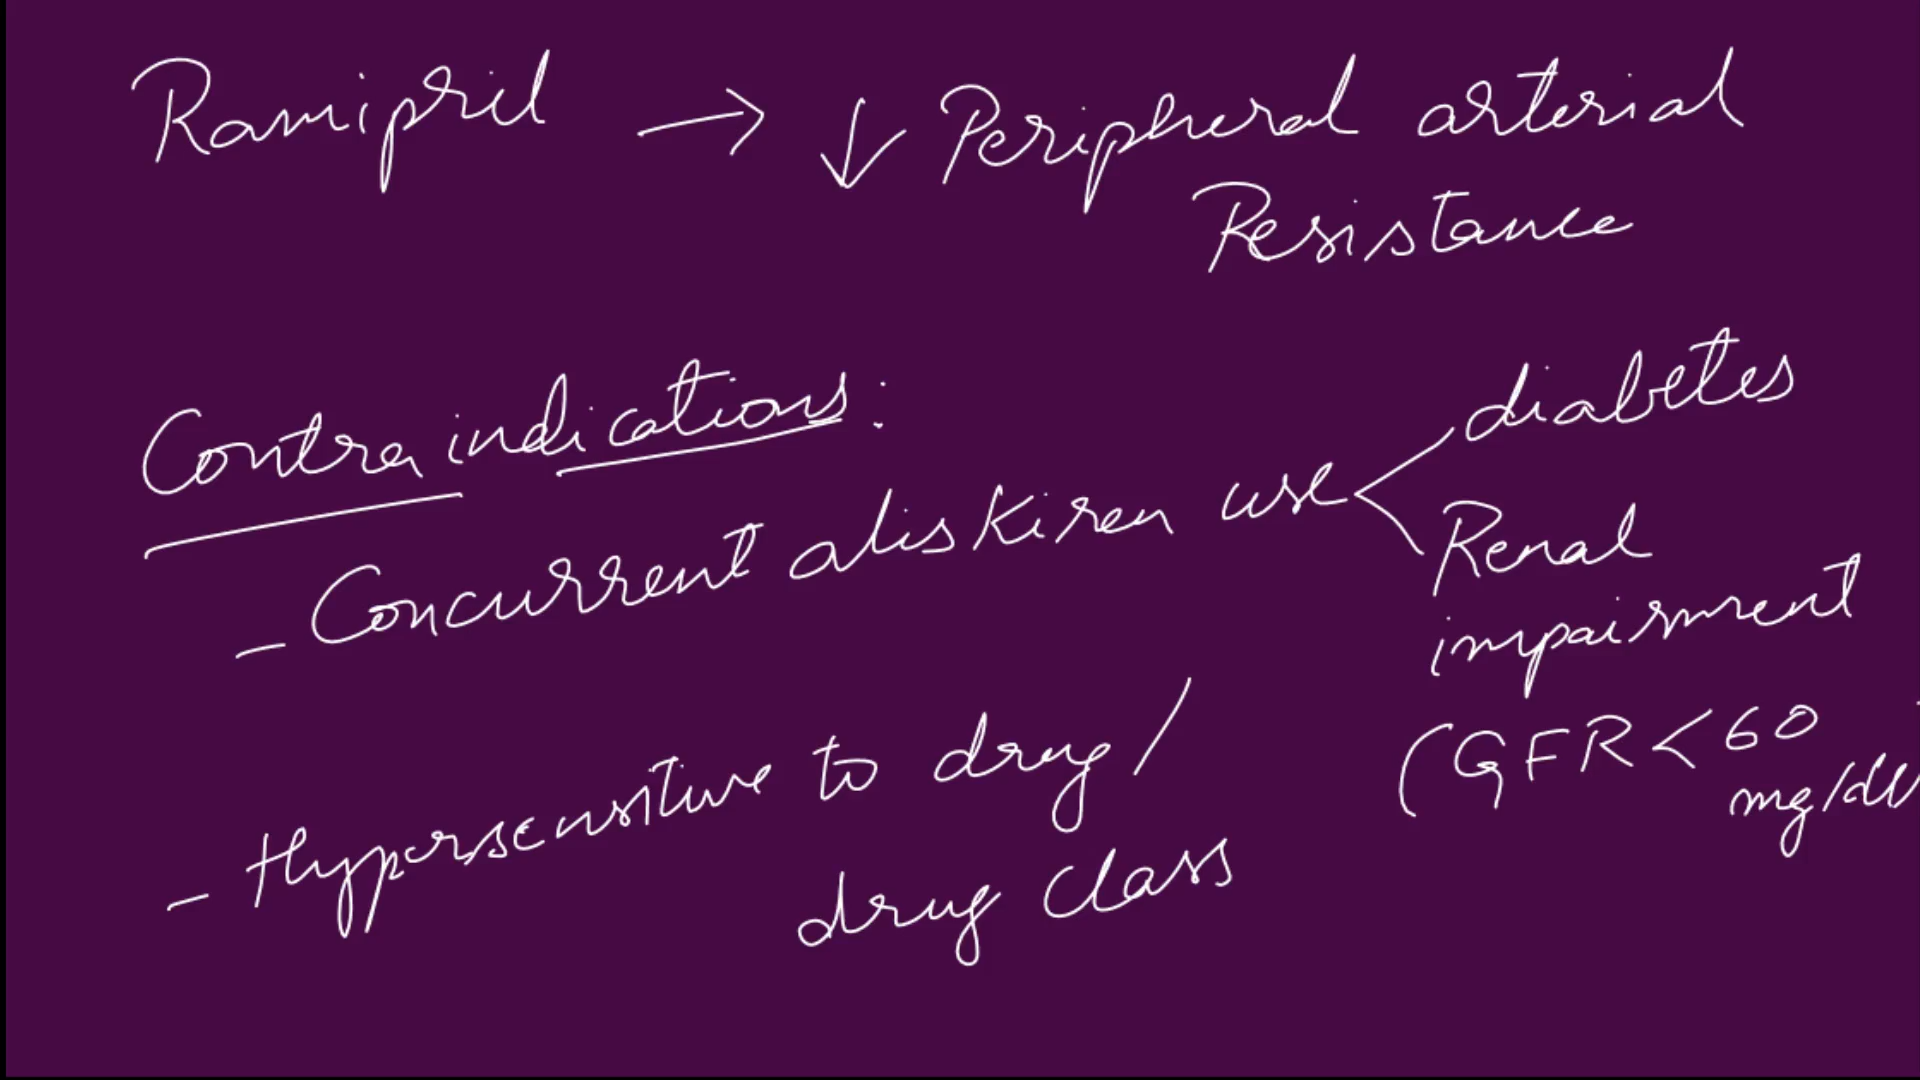 Ramipril → ↓ Peripheral arterial
Resistance
Contraindications:
- Concurrent aliskiren use < diabetes
Renal
impairment
(GFR < 60
mg/dl)
- Hypersensitive to drug/
drug class